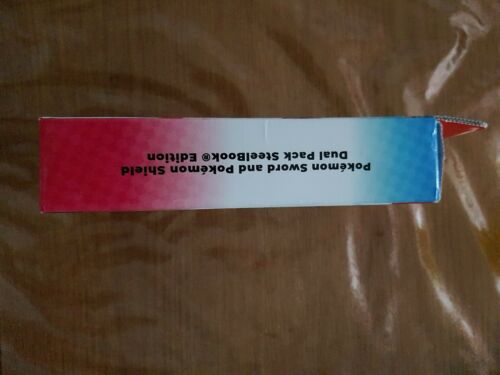 Pokémon Sword and Pokémon Shield
Dual Pack SteelBook® Edition